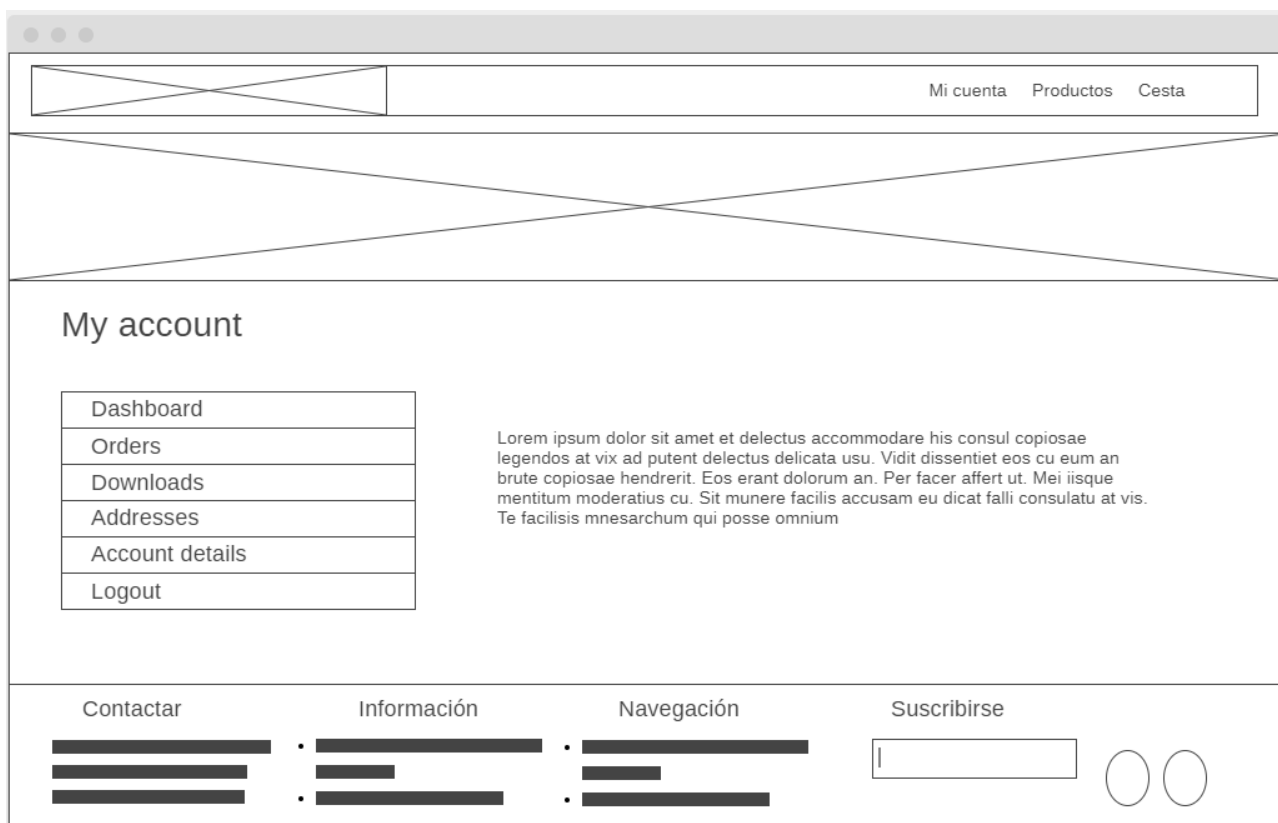 Mi cuenta Productos Cesta
My account
Dashboard
Orders
Downloads
Addresses
Account details
Logout
Lorem ipsum dolor sit amet et delectus accommodare his consul copiosae
legendos at vix ad putent delectus delicata usu. Vidit dissentiet eos cu eum an
brute copiosae hendrerit. Eos erant dolorum an. Per facer affert ut. Mei iisque
mentitum moderatius cu. Sit munere facilis accusam eu dicat falli consulatu at vis.
Te facilisis mnesarchum qui posse omnium
Contactar Información Navegación Suscribirse